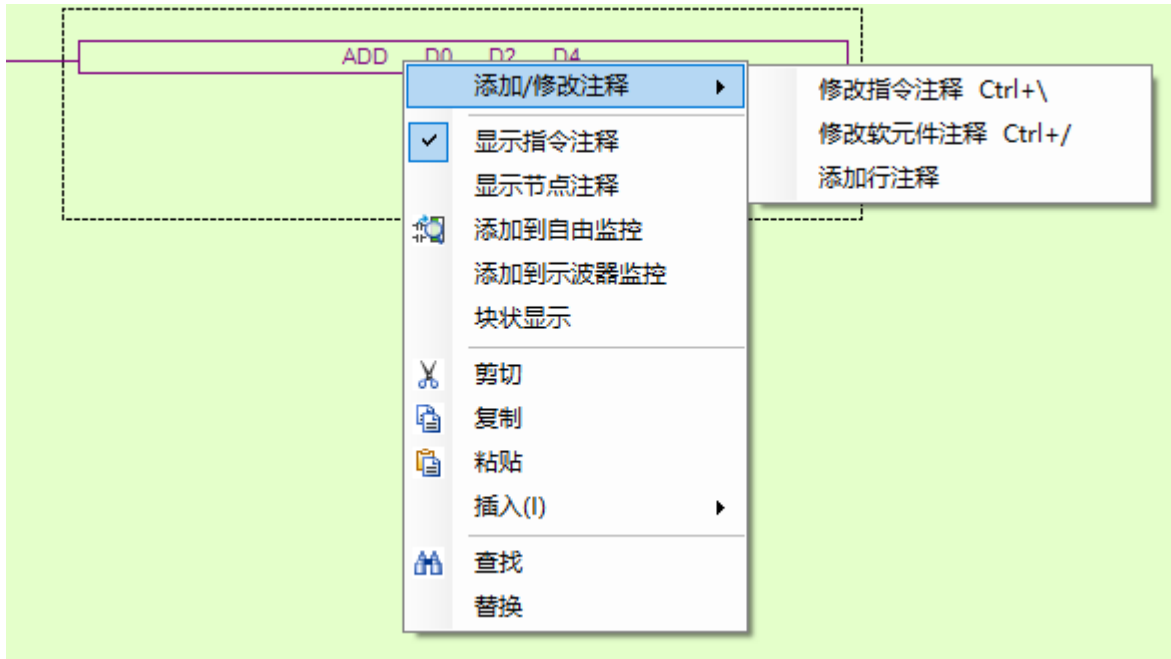 ADD D0 D2 D4
添加/修改注释
修改指令注释 Ctrl+\
修改软元件注释 Ctrl+/
添加行注释
显示指令注释
显示节点注释
添加到自由监控
添加到示波器监控
块状显示
剪切
复制
粘贴
插入(I)
查找
替换